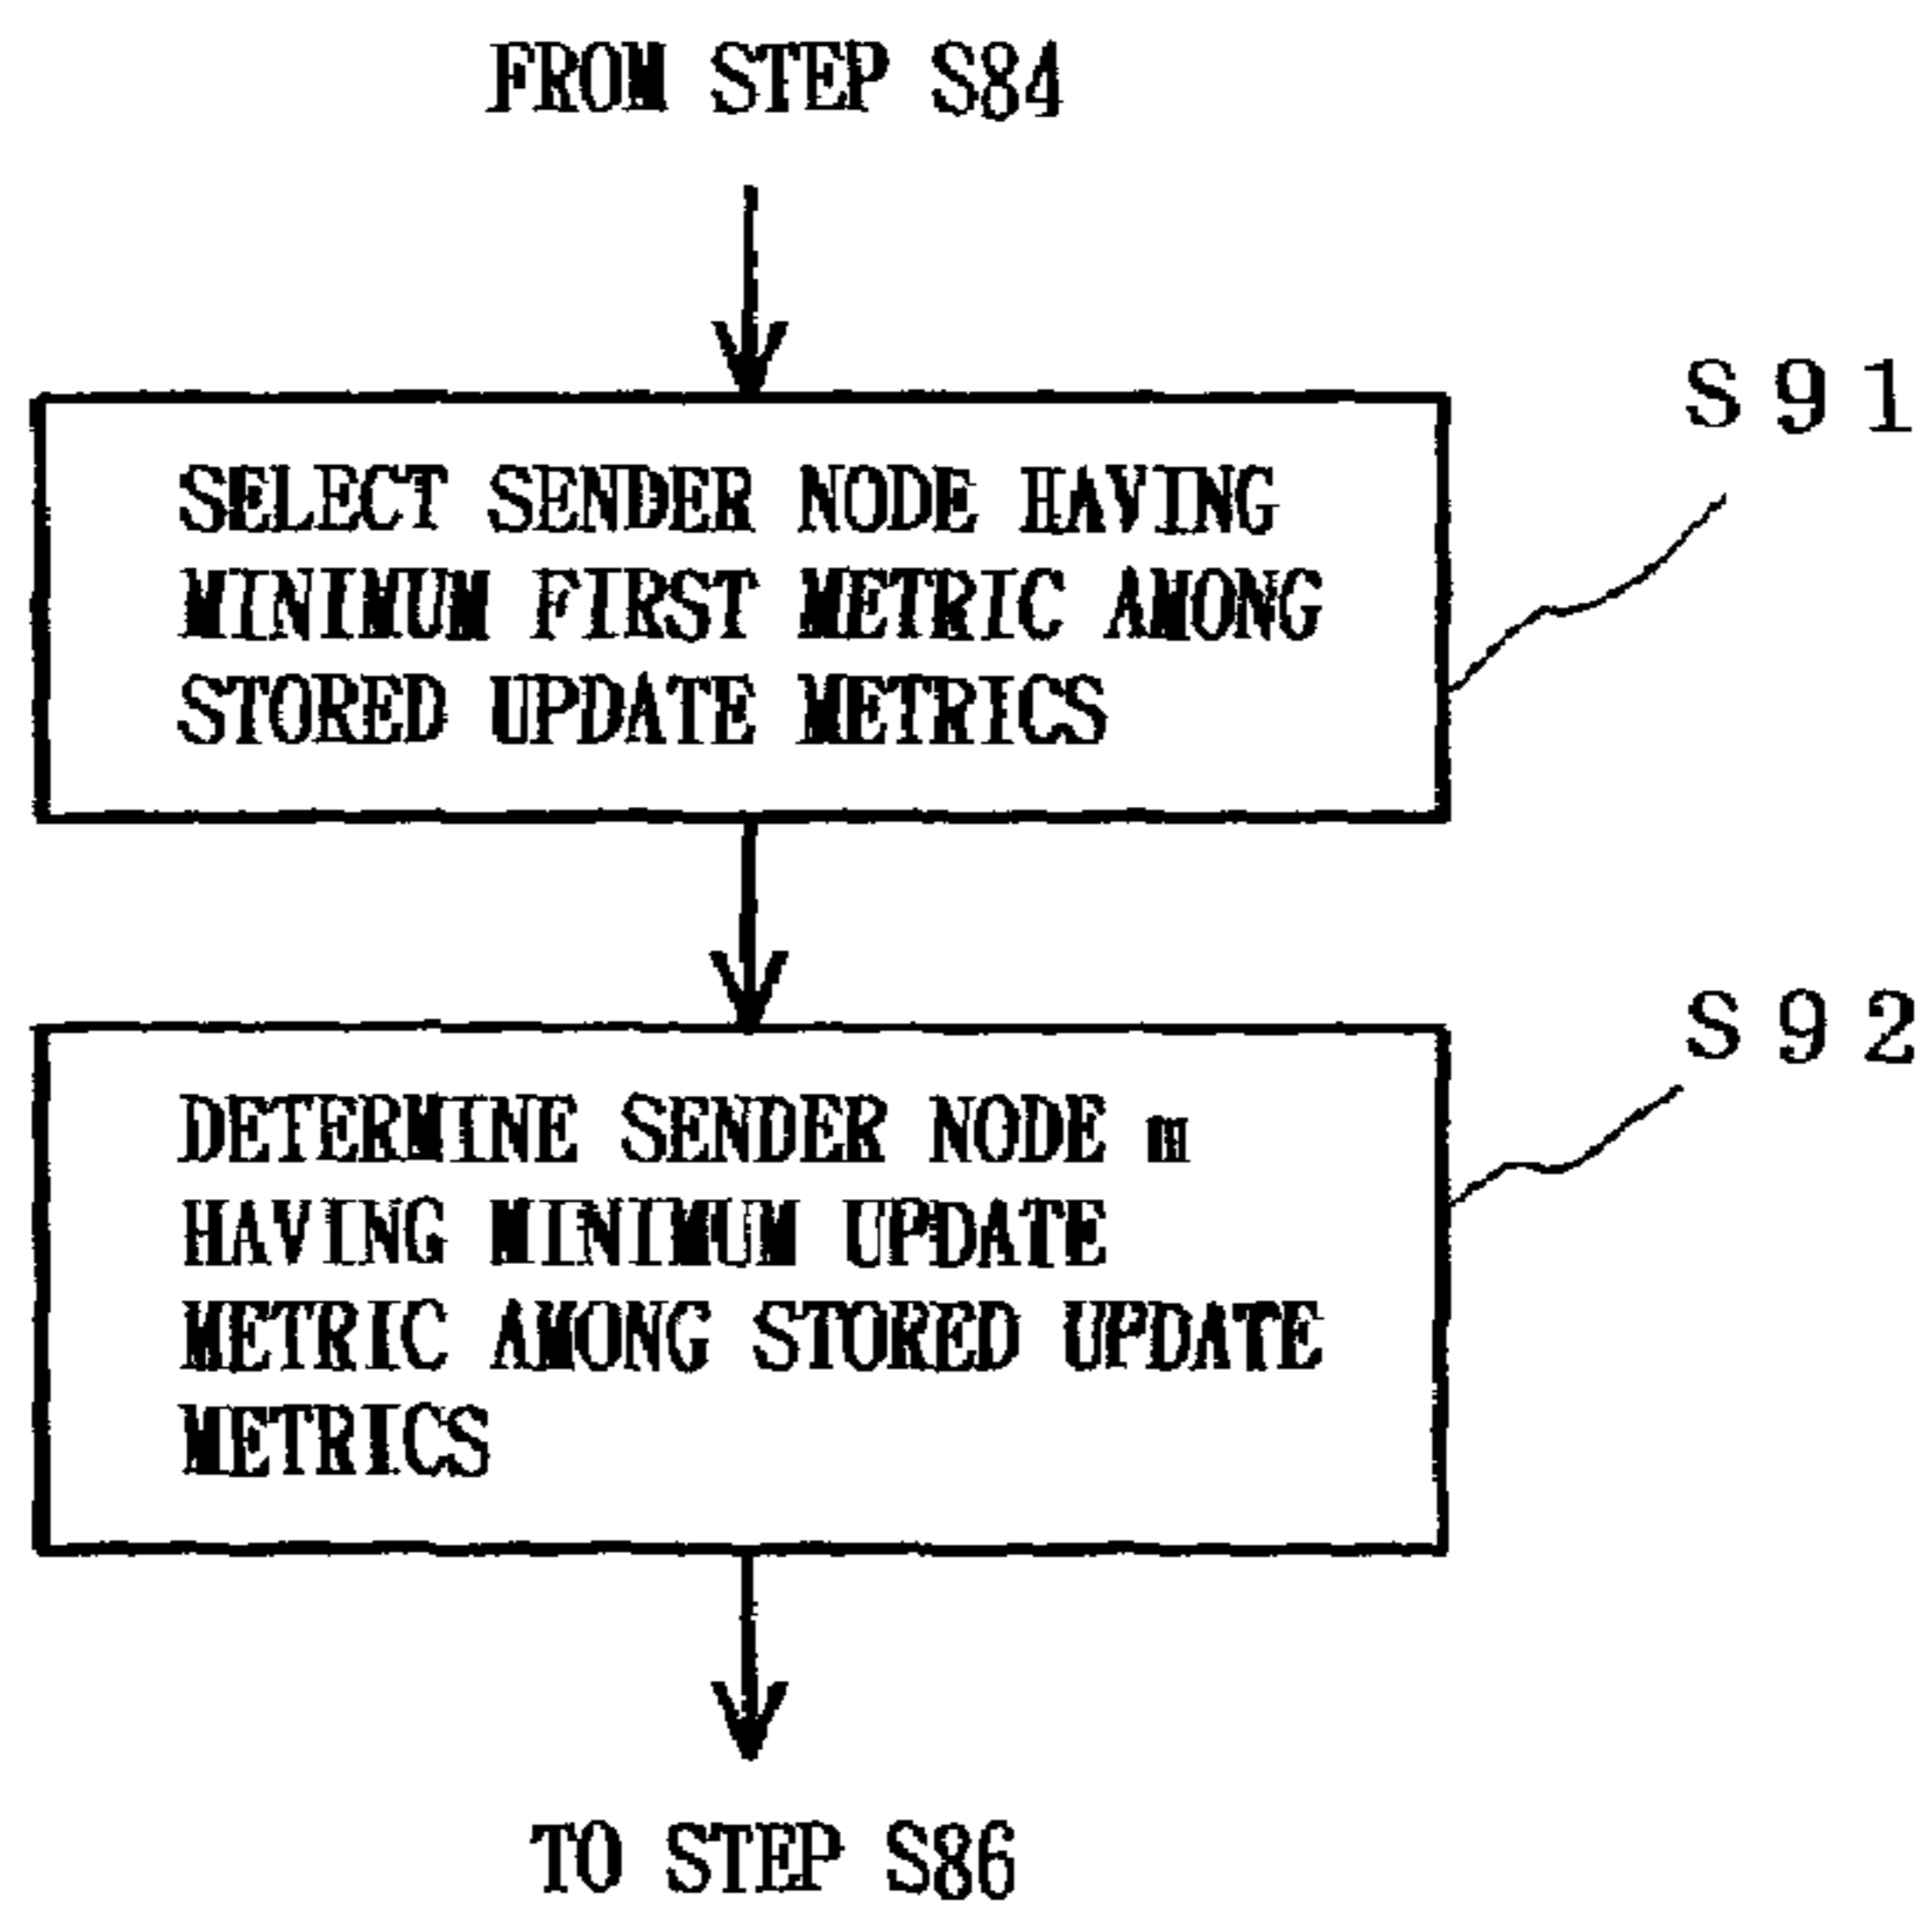 FROM STEP S84
S91
SELECT SENDER NODE HAVING
MINIMUM FIRST METRIC AMONG
STORED UPDATE METRICS
S92
DETERMINE SENDER NODE m
HAVING MINIMUM UPDATE
METRIC AMONG STORED UPDATE
METRICS
TO STEP S86